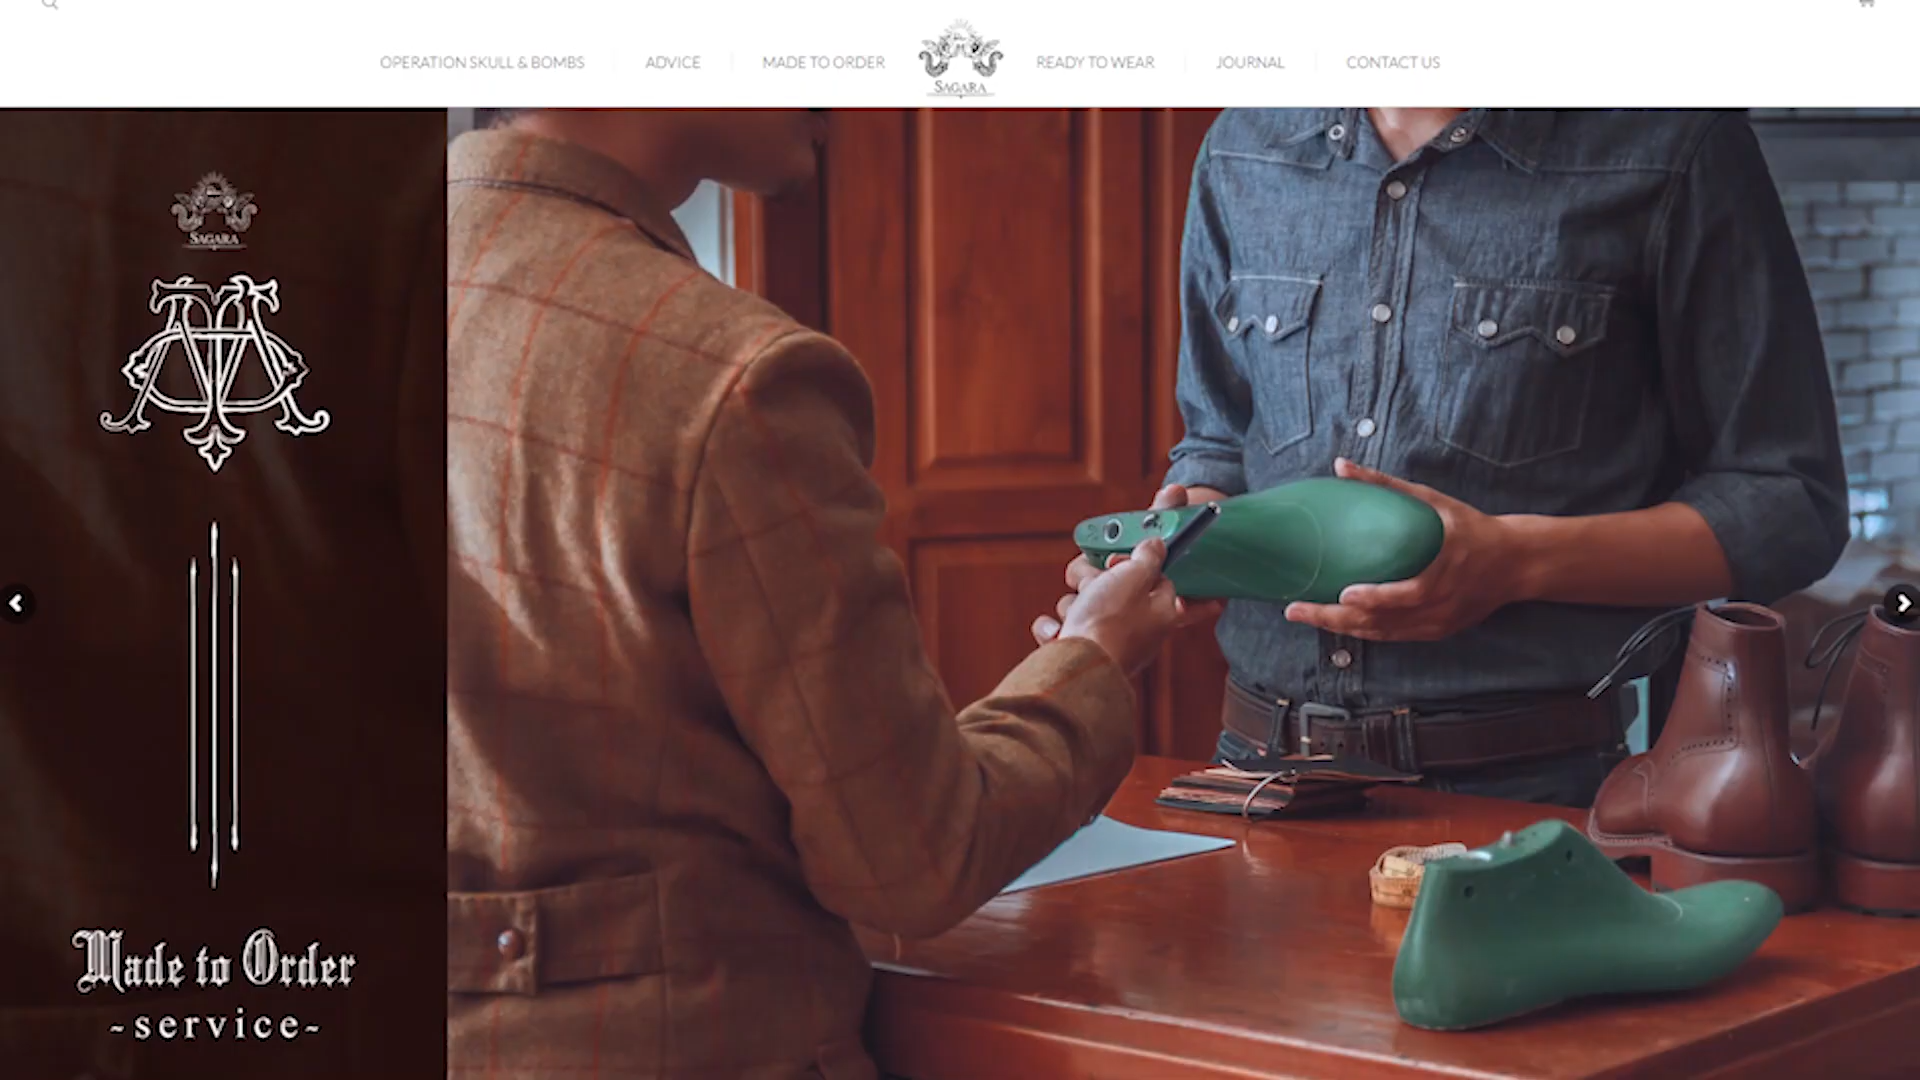 OPERATION SKULL & BOMBS
ADVICE
MADE TO ORDER
SAGARA
READY TO WEAR
JOURNAL
CONTACT US
SAGARA
Made to Order
~service~